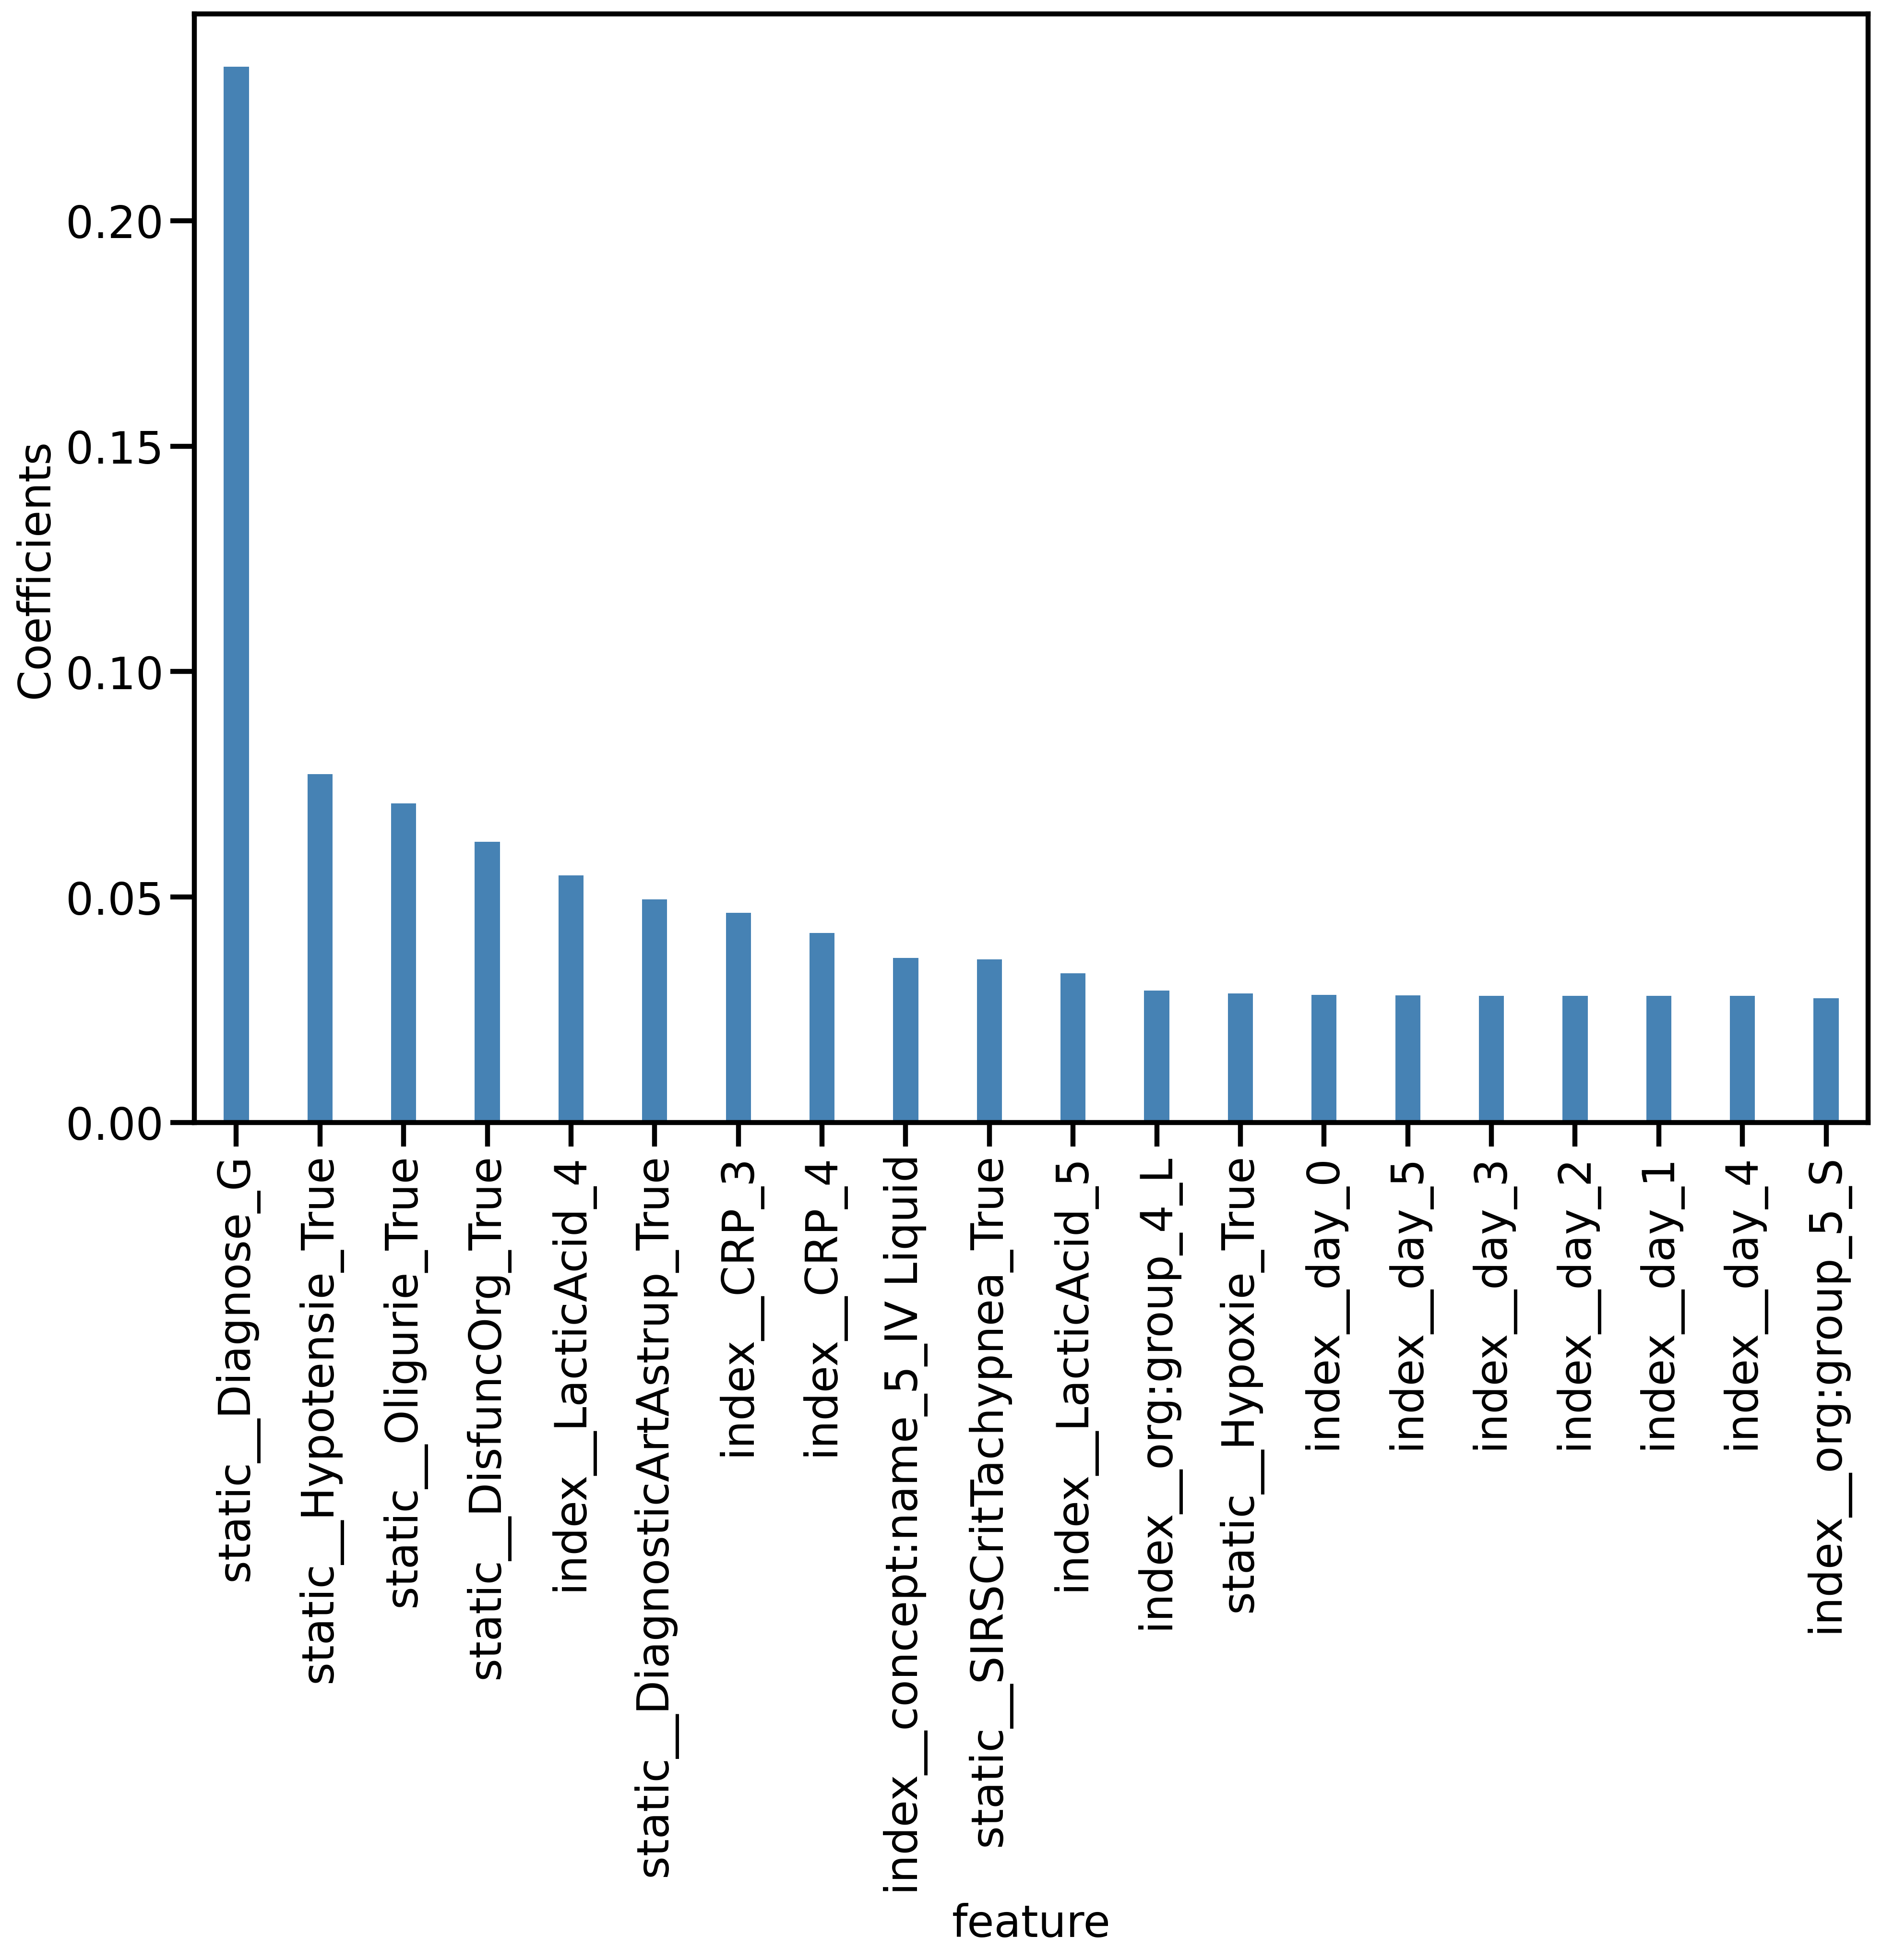 Coefficients
0.20
0.15
0.10
0.05
0.00
static__Diagnose_G
static__Hypotensie_True
static__Oligurie_True
static__DisfuncOrg_True
index__LacticAcid_4
static__DiagnosticArtAstrup_True
index__CRP_3
index__CRP_4
index__concept:name_5_IV Liquid
static__SIRSCritTachypnea_True
index__LacticAcid_5
index__org:group_4_L
static__Hypoxie_True
index__day_0
index__day_5
index__day_3
index__day_2
index__day_1
index__day_4
index__org:group_5_S
feature